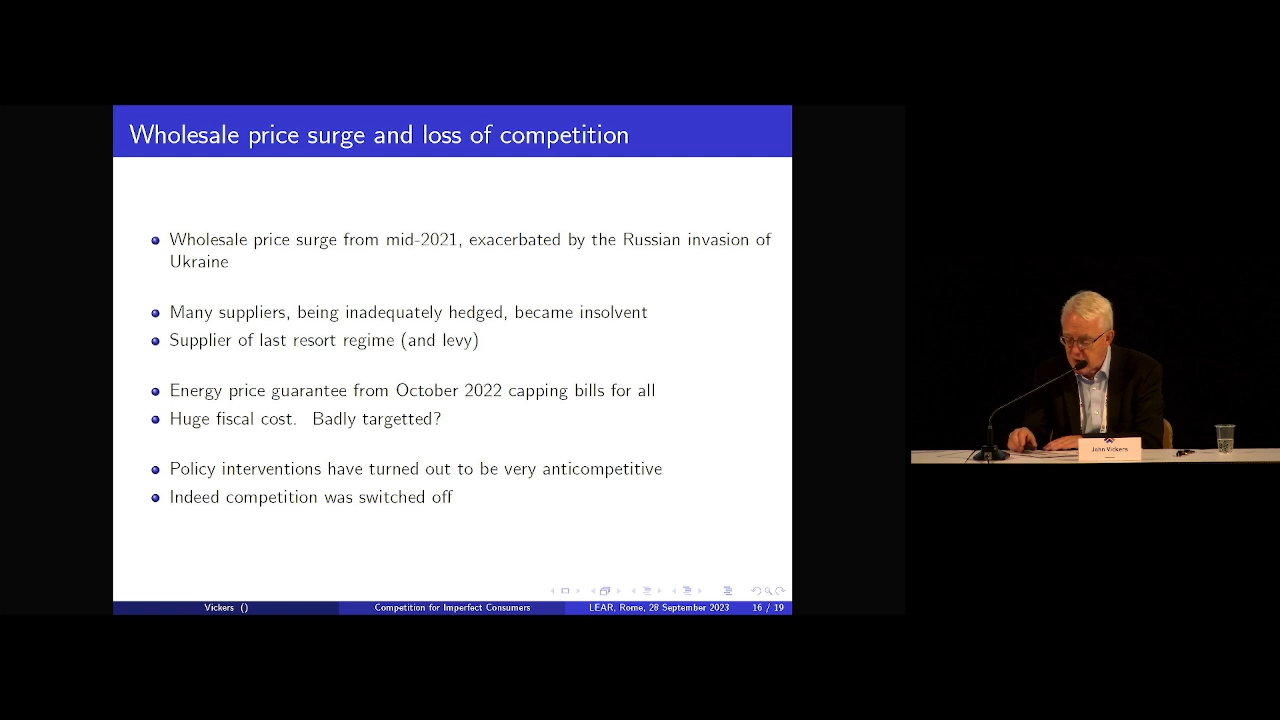 Wholesale price surge and loss of competition
Wholesale price surge from mid-2021, exacerbated by the Russian invasion of
Ukraine
Many suppliers, being inadequately hedged, became insolvent
Supplier of last resort regime (and levy)
Energy price guarantee from October 2022 capping bills for all
Huge fiscal cost. Badly targetted?
Policy interventions have turned out to be very anticompetitive
Indeed competition was switched off
Vickers () Competition for Imperfect Consumers LEAR, Rome, 28 September 2023 16 / 19
John Vickers